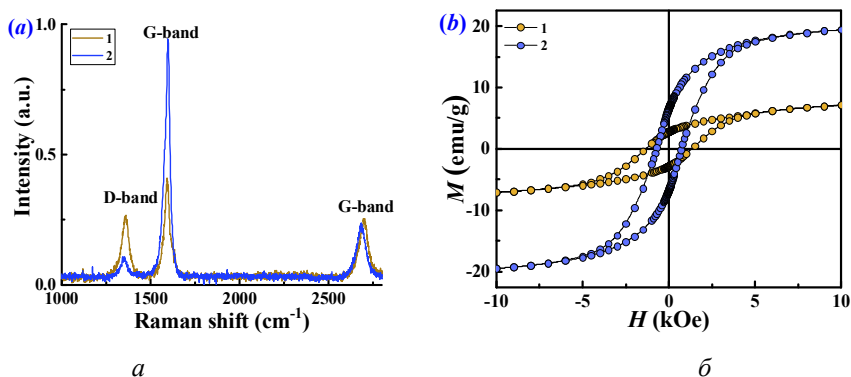 (a)
1
2
G-band
D-band
G-band
Intensity (a.u.)
1.0
0.5
0.0
1000
1500
2000
2500
Raman shift (cm⁻¹)
а
(b)
1
2
M (emu/g)
20
10
0
-10
-20
-10
-5
0
5
10
H (kOe)
б